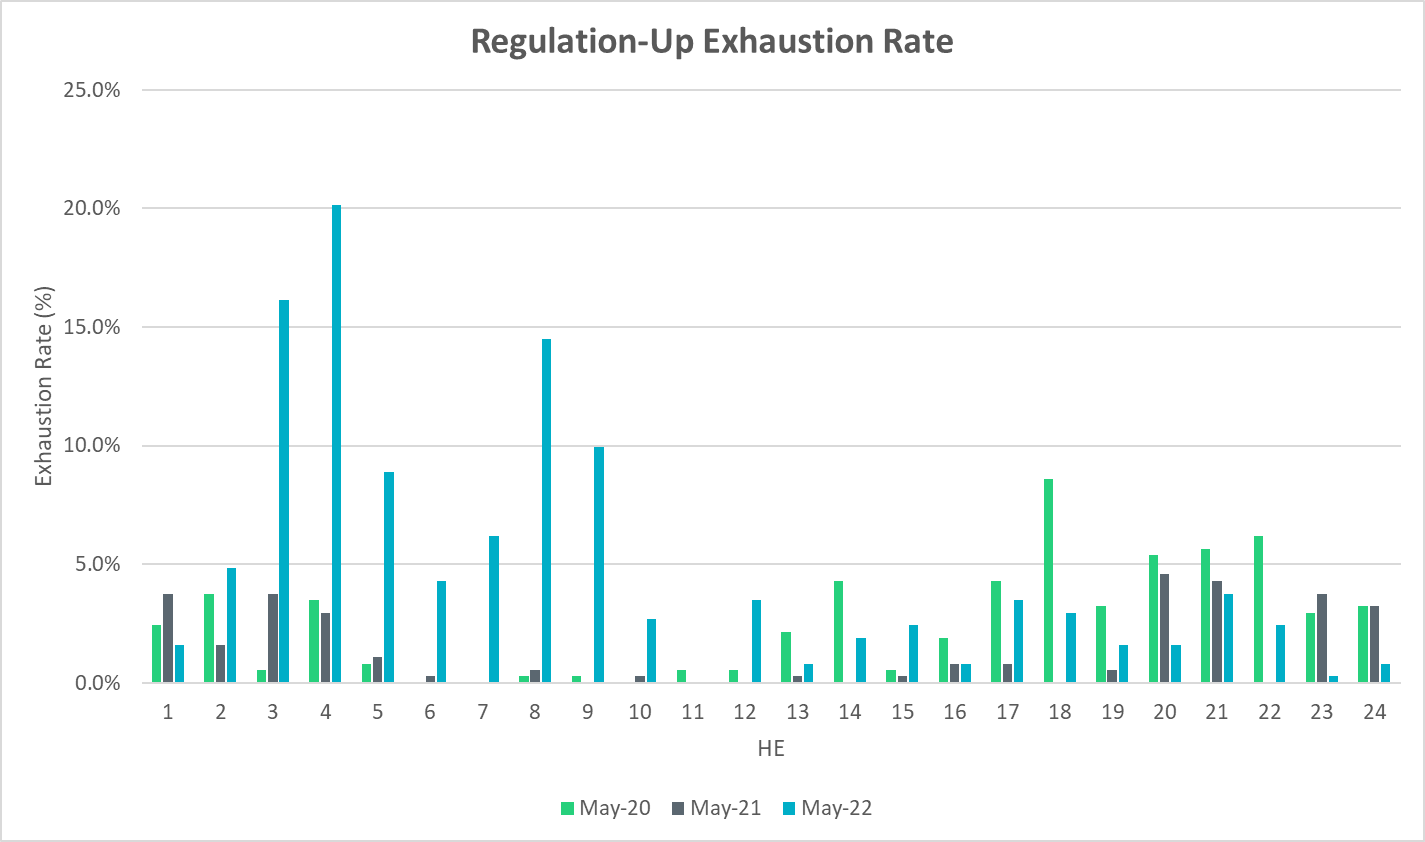 Regulation-Up Exhaustion Rate
25.0%
20.0%
15.0%
10.0%
5.0%
0.0%
Exhaustion Rate (%)
1 2 3 4 5 6 7 8 9 10 11 12 13 14 15 16 17 18 19 20 21 22 23 24
HE
May-20 May-21 May-22